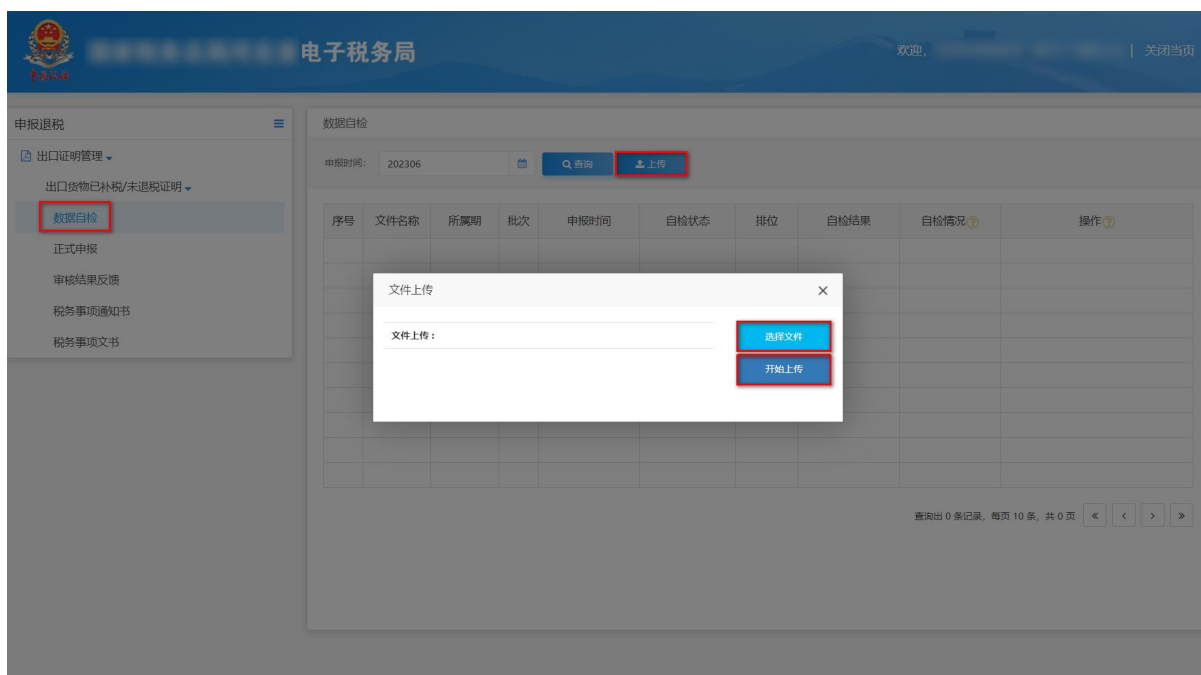 电子税务局
欢迎,
| 关闭当页
申报退税
出口证明管理
出口货物已补税/未退税证明
数据自检
正式申报
审核结果反馈
税务事项通知书
税务事项文书
数据自检
申报时间: 202306 查询 上传
序号 文件名称 所属期 批次 申报时间 自检状态 排位 自检结果 自检情况 操作
文件上传
文件上传：
选择文件
开始上传
查询出 0 条记录, 每页 10 条, 共 0 页 « < > »